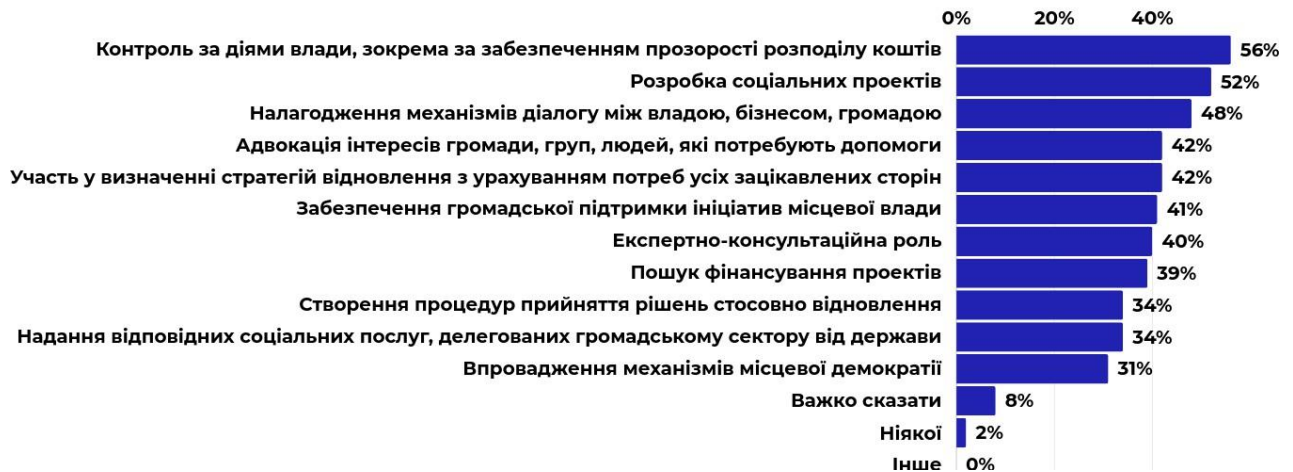 0% 20% 40%
Контроль за діями влади, зокрема за забезпеченням прозорості розподілу коштів 56%
Розробка соціальних проектів 52%
Налагодження механізмів діалогу між владою, бізнесом, громадою 48%
Адвокація інтересів громади, груп, людей, які потребують допомоги 42%
Участь у визначенні стратегій відновлення з урахуванням потреб усіх зацікавлених сторін 42%
Забезпечення громадської підтримки ініціатив місцевої влади 41%
Експертно-консультаційна роль 40%
Пошук фінансування проектів 39%
Створення процедур прийняття рішень стосовно відновлення 34%
Надання відповідних соціальних послуг, делегованих громадському сектору від держави 34%
Впровадження механізмів місцевої демократії 31%
Важко сказати 8%
Ніякої 2%
Інше 0%